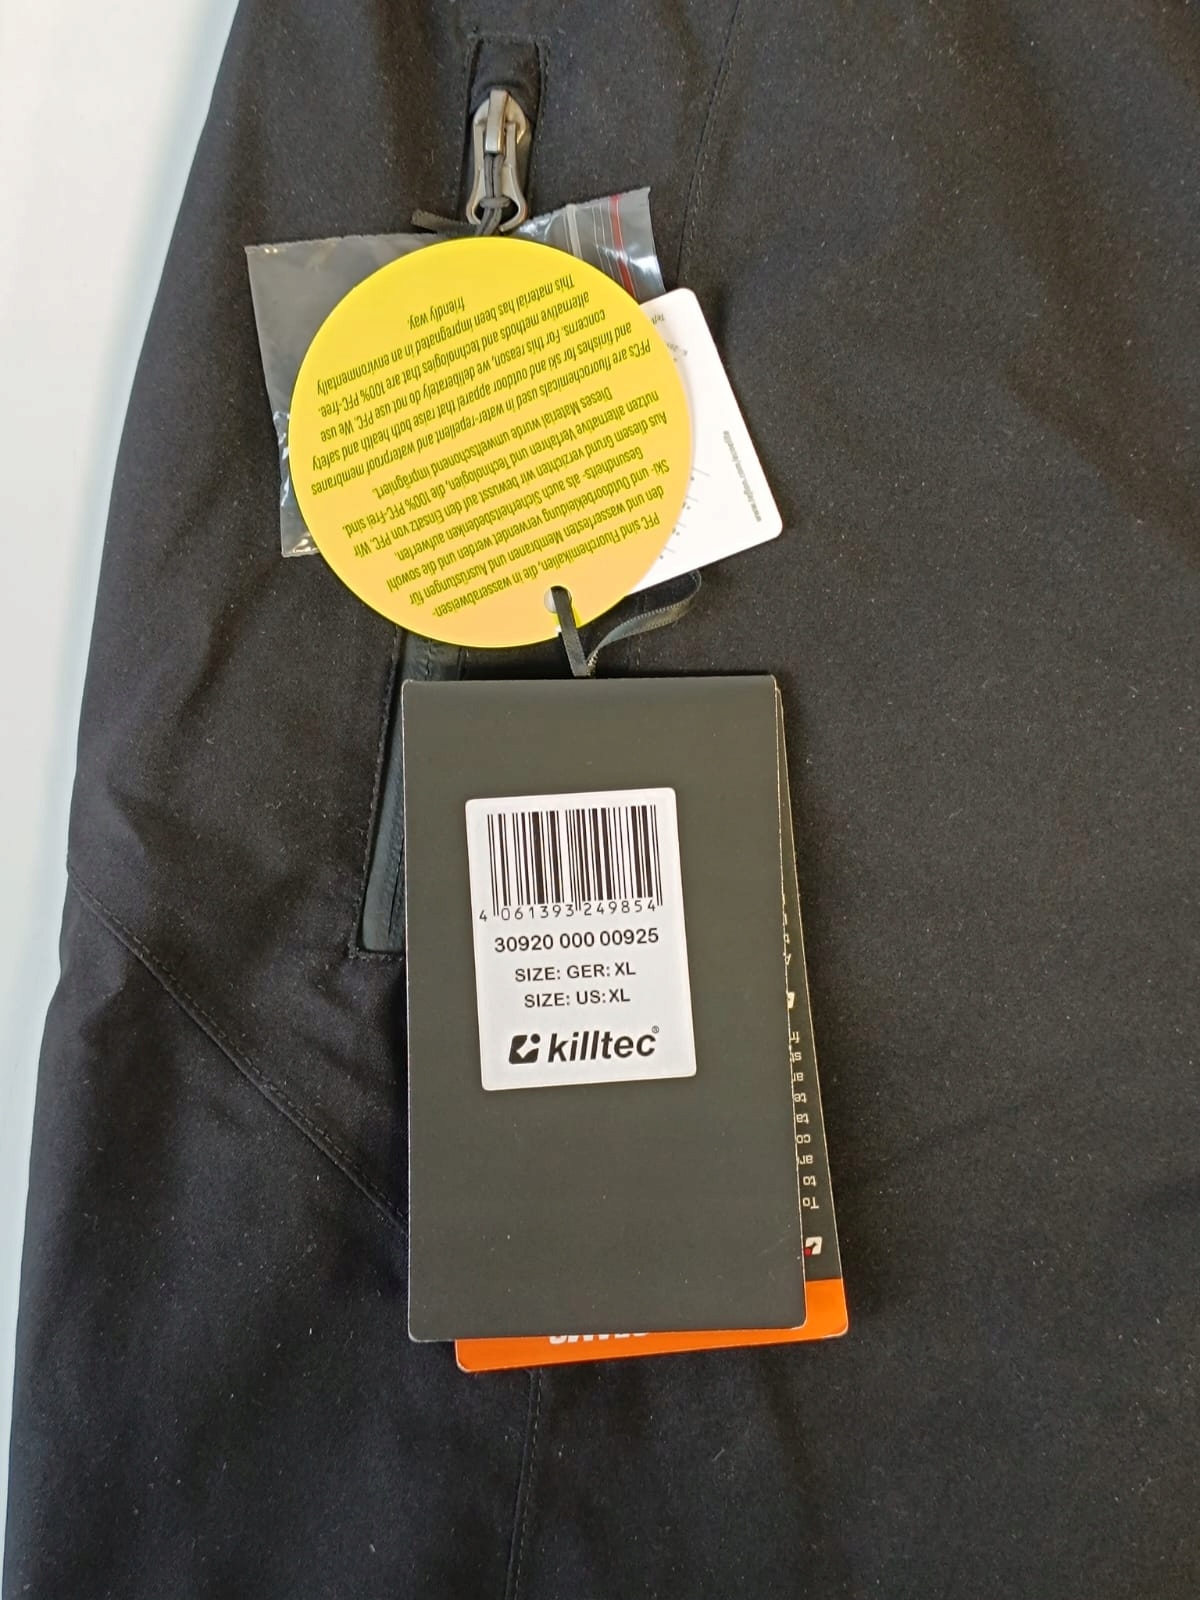 PFC sind Fluorchemikalien, die in wasserabweisen-
den und wasserfesten Membranen und Ausrüstungen für
Ski- und Outdoorbekleidung verwendet werden und die sowohl
Gesundheits- als auch Sicherheitsbedenken aufwerfen.
Aus diesem Grund verzichten wir bewusst auf den Einsatz von PFC. Wir
nutzen alternative Verfahren und Technologien, die 100% PFC-Frei sind.
Dieses Material wurde umweltschonend imprägniert.
PFCs are fluorochemicals used in water-repellent and waterproof membranes
and finishes for ski and outdoor apparel that raise both health and safety
concerns. For this reason, we deliberately do not use PFC. We use
alternative methods and technologies that are 100% PFC-free.
This material has been impregnated in an environmentally
friendly way.
4 061393 249854
30920 000 00925
SIZE: GER: XL
SIZE: US: XL
killtec®
To
to